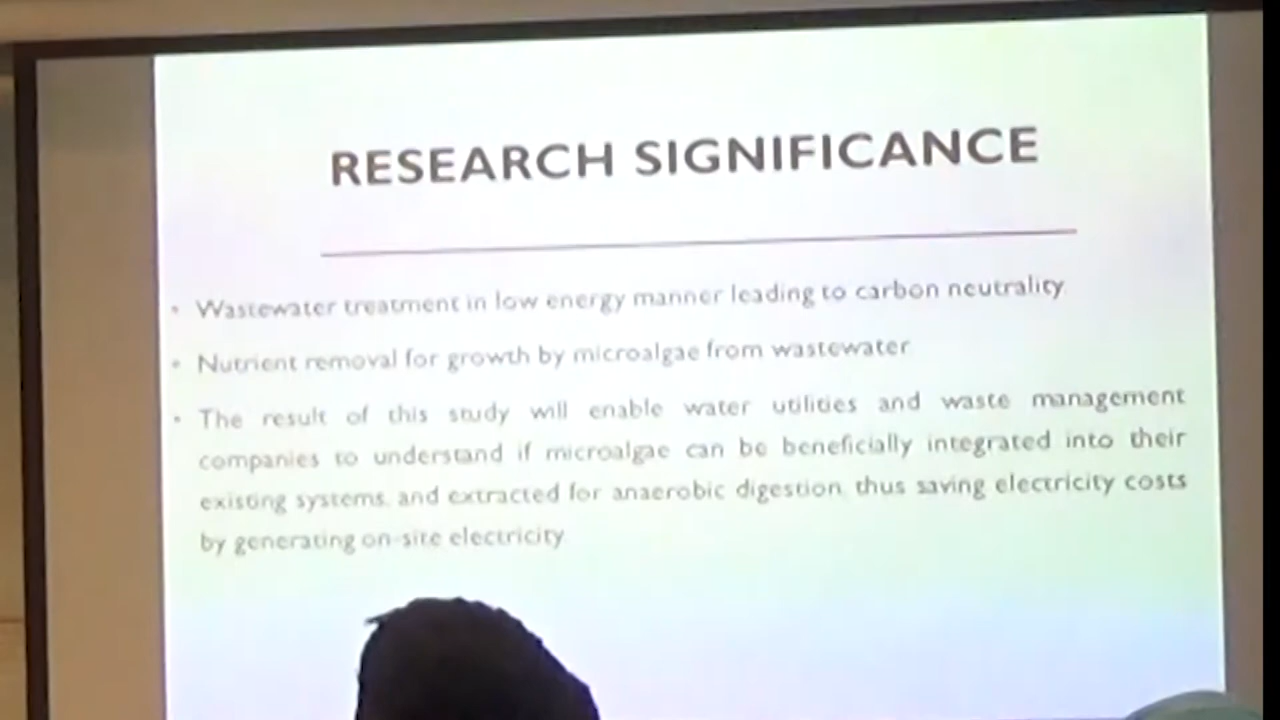 RESEARCH SIGNIFICANCE
• Wastewater treatment in low energy manner leading to carbon neutrality.
• Nutrient removal for growth by microalgae from wastewater.
• The result of this study will enable water utilities and waste management
companies to understand if microalgae can be beneficially integrated into their
existing systems, and extracted for anaerobic digestion, thus saving electricity costs
by generating on-site electricity.